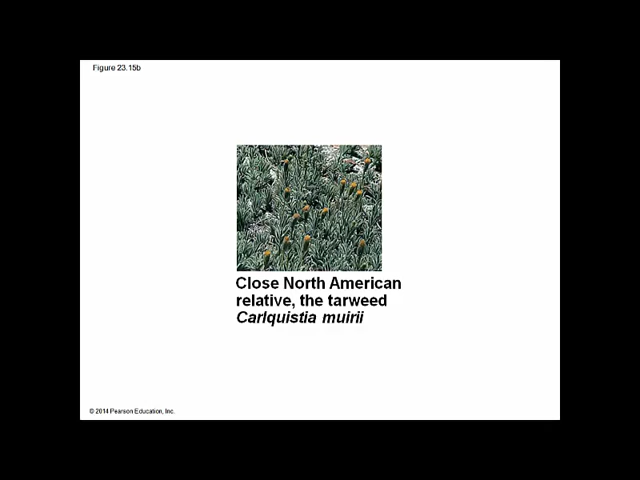 Figure 23.15b
Close North American
relative, the tarweed
Carlquistia muirii
© 2014 Pearson Education, Inc.